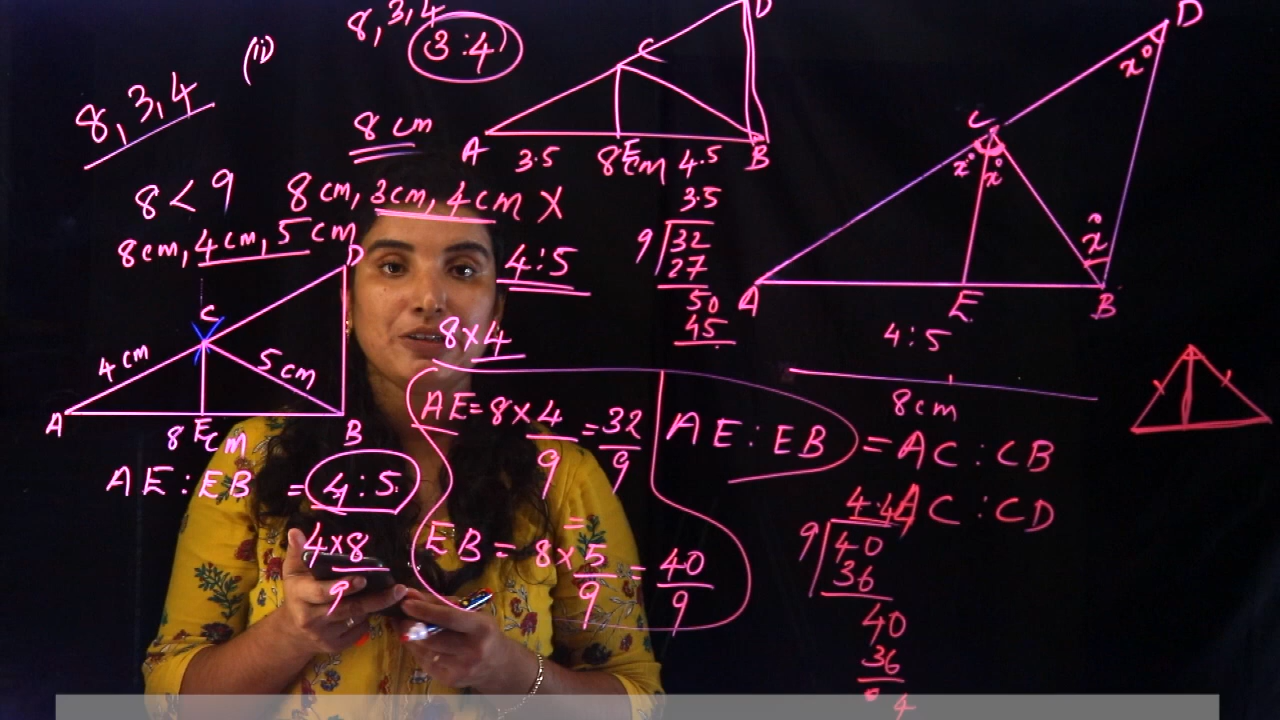 8, 3, 4
(ii)
8, 3, 4
3:4
8 cm
8 < 9
8 cm, 3 cm, 4 cm X
8 cm, 4 cm, 5 cm
4:5
8×4
D
C
A 3.5 8 E cm 4.5 B
3.5
9 32
27
50
45
D
C
4 cm 5 cm
A 8 E cm B
AE : EB = 4:5
4×8
9
AE = 8 × 4/9 = 32/9
=
EB = 8 × 5/9 = 40/9
D
x°
C
x° x°
x°
A E B
4:5
8 cm
AE : EB = AC : CB
AC : CD
4.4
9 40
36
40
36
4